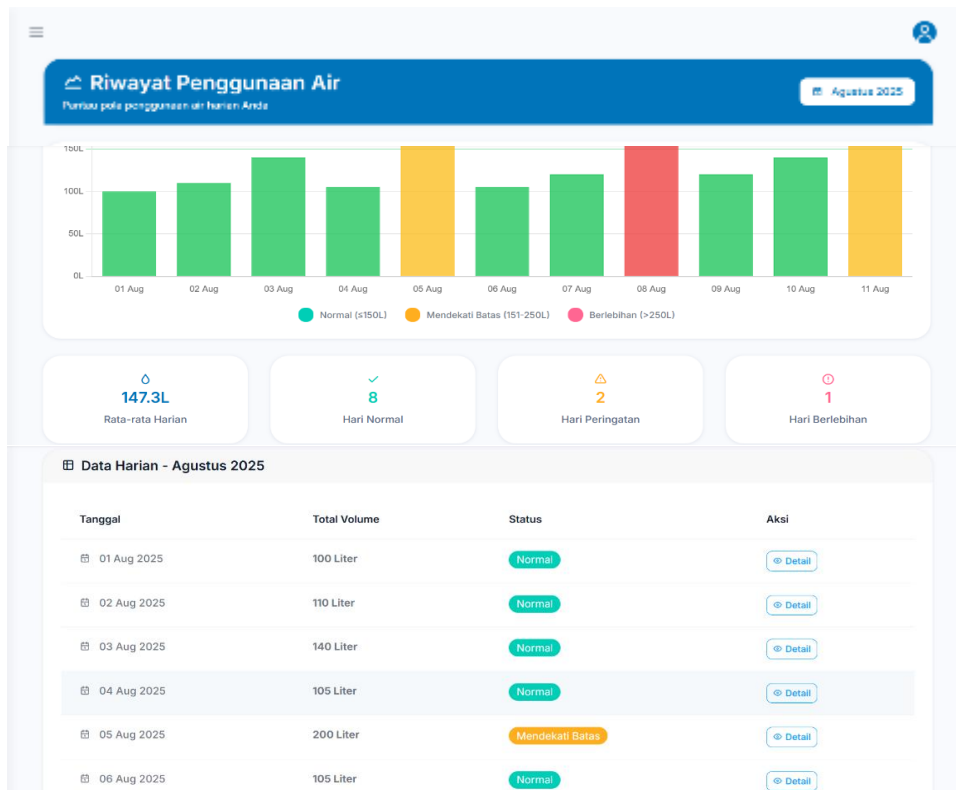 Riwayat Penggunaan Air
Pantau pola penggunaan air harian Anda
Agustus 2025
150L
100L
50L
0L
01 Aug 02 Aug 03 Aug 04 Aug 05 Aug 06 Aug 07 Aug 08 Aug 09 Aug 10 Aug 11 Aug
Normal (≤150L) Mendekati Batas (151-250L) Berlebihan (>250L)
147.3L
Rata-rata Harian
8
Hari Normal
2
Hari Peringatan
1
Hari Berlebihan
Data Harian - Agustus 2025
Tanggal Total Volume Status Aksi
01 Aug 2025 100 Liter Normal Detail
02 Aug 2025 110 Liter Normal Detail
03 Aug 2025 140 Liter Normal Detail
04 Aug 2025 105 Liter Normal Detail
05 Aug 2025 200 Liter Mendekati Batas Detail
06 Aug 2025 105 Liter Normal Detail